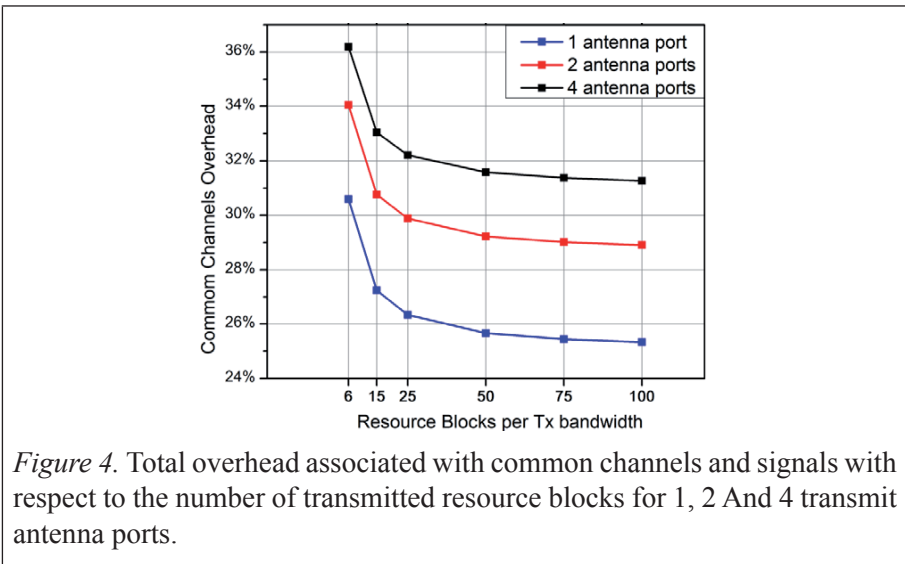 1 antenna port
2 antenna ports
4 antenna ports
36%
34%
32%
30%
28%
26%
24%
Commom Channels Overhead
6 15 25 50 75 100
Resource Blocks per Tx bandwidth
Figure 4. Total overhead associated with common channels and signals with
respect to the number of transmitted resource blocks for 1, 2 And 4 transmit
antenna ports.